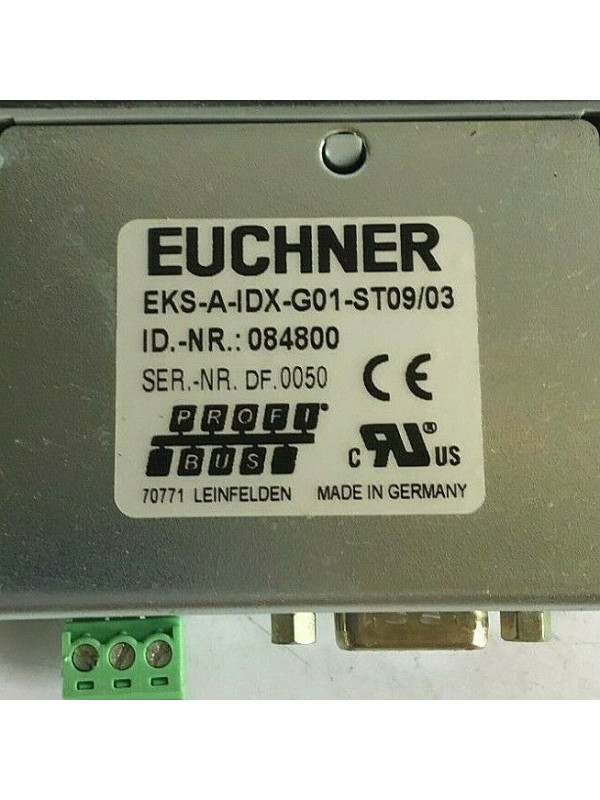 EUCHNER
EKS-A-IDX-G01-ST09/03
ID.-NR.: 084800
SER.-NR. DF.0050 CE
PROFI
BUS
C RU® US
70771 LEINFELDEN MADE IN GERMANY